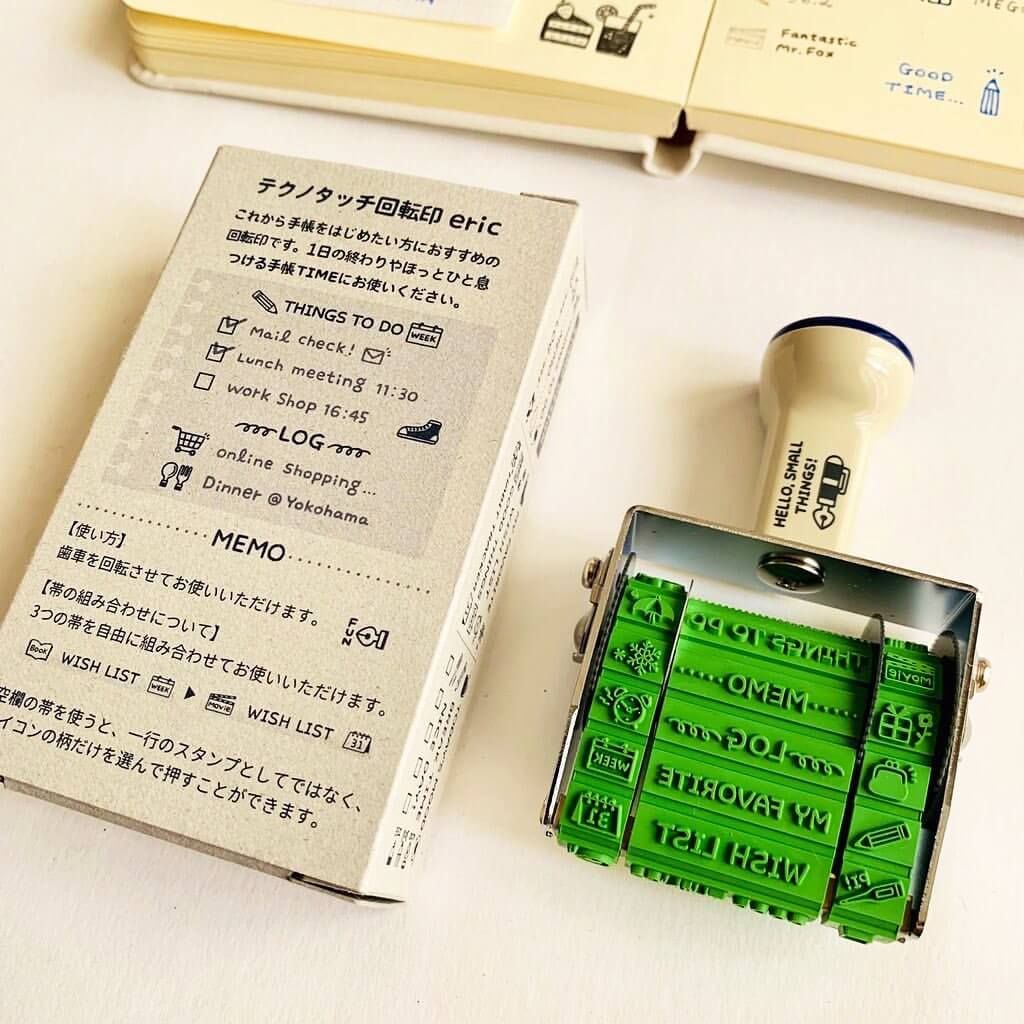 Fantastic
Mr. Fox
GOOD
TIME...
テクノタッチ回転印 eric
これから手帳をはじめたい方におすすめの
回転印です。1日の終わりやほっとひと息
つける手帳TIMEにお使いください。
THINGS TO DO WEEK
Mail check!
Lunch meeting 11:30
work Shop 16:45
LOG
online Shopping...
Dinner @ Yokohama
MEMO
【使い方】
歯車を回転させてお使いいただけます。
FUN
【帯の組み合わせについて】
3つの帯を自由に組み合わせてお使いいただけます。
BOOK WISH LIST WEEK ▶ MOVIE WISH LIST 31
空欄の帯を使うと、一行のスタンプとしてではなく、
イコンの柄だけを選んで押すことができます。
HELLO, SMALL
THINGS!
THINGS TO DO
MOVIE
MEMO
LOG
WEEK
MY FAVORITE
31
WISH LIST
PI!